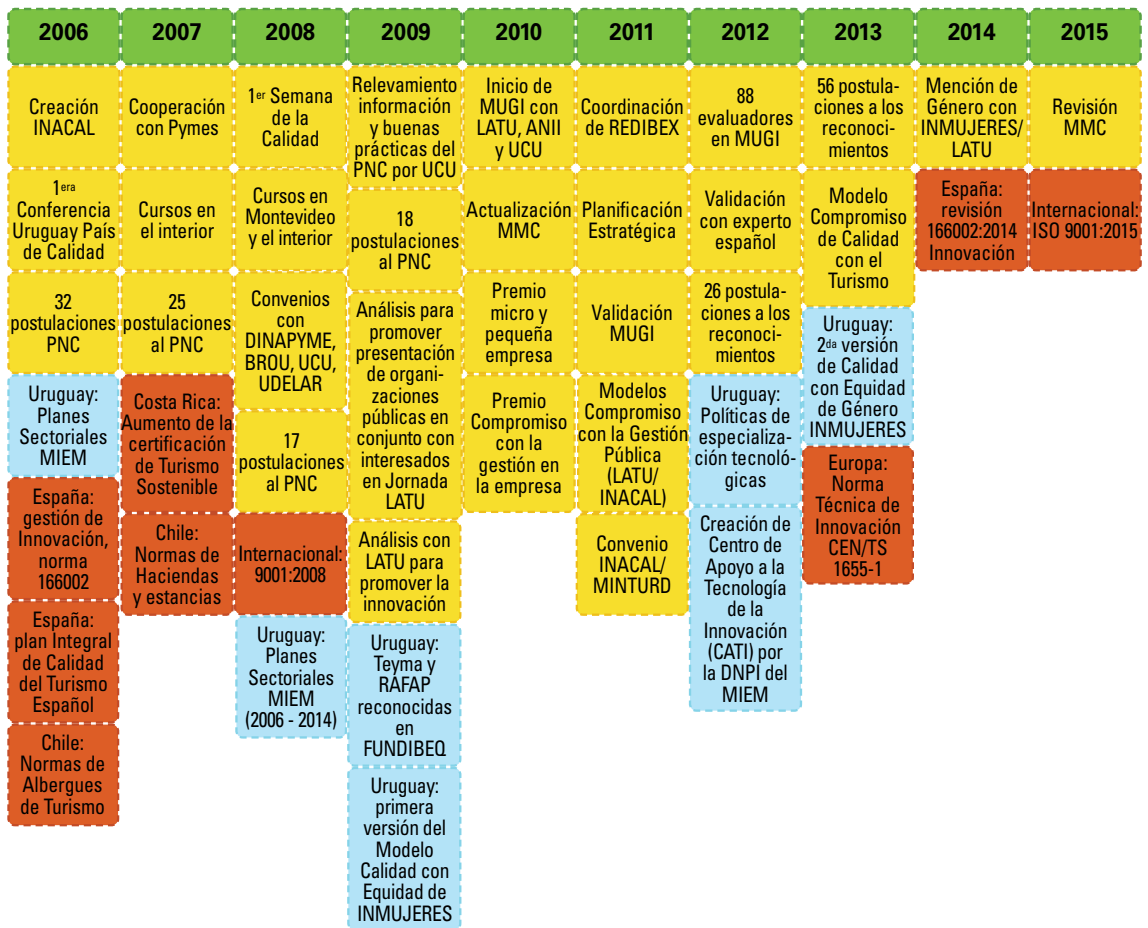 2006
2007
2008
2009
2010
2011
2012
2013
2014
2015
Creación
INACAL
1era
Conferencia
Uruguay País
de Calidad
32
postulaciones
PNC
Uruguay:
Planes
Sectoriales
MIEM
España:
gestión de
Innovación,
norma
166002
España:
plan Integral
de Calidad
del Turismo
Español
Chile:
Normas de
Albergues
de Turismo
Cooperación
con Pymes
Cursos en
el interior
25
postulaciones
al PNC
Costa Rica:
Aumento de la
certificación
de Turismo
Sostenible
Chile:
Normas de
Haciendas
y estancias
1er Semana
de la
Calidad
Cursos en
Montevideo
y el interior
Convenios
con
DINAPYME,
BROU, UCU,
UDELAR
17
postulaciones
al PNC
Internacional:
9001:2008
Uruguay:
Planes
Sectoriales
MIEM
(2006 - 2014)
Relevamiento
información
y buenas
prácticas del
PNC por UCU
18
postulaciones
al PNC
Análisis para
promover
presentación
de organi-
zaciones
públicas en
conjunto con
interesados
en Jornada
LATU
Análisis con
LATU para
promover la
innovación
Uruguay:
Teyma y
RAFAP
reconocidas
en
FUNDIBEQ
Uruguay:
primera
versión del
Modelo
Calidad con
Equidad de
INMUJERES
Inicio de
MUGI con
LATU, ANII
y UCU
Actualización
MMC
Premio
micro y
pequeña
empresa
Premio
Compromiso
con la
gestión en
la empresa
Coordinación
de REDIBEX
Planificación
Estratégica
Validación
MUGI
Modelos
Compromiso
con la Gestión
Pública
(LATU/
INACAL)
Convenio
INACAL/
MINTURD
88
evaluadores
en MUGI
Validación
con experto
español
26 postula-
ciones a los
reconoci-
mientos
Uruguay:
Políticas de
especializa-
ción tecnoló-
gicas
Creación de
Centro de
Apoyo a la
Tecnología
de la
Innovación
(CATI) por
la DNPI del
MIEM
56 postula-
ciones a los
reconoci-
mientos
Modelo
Compromiso
de Calidad
con el
Turismo
Uruguay:
2da versión
de Calidad
con Equidad
de Género
INMUJERES
Europa:
Norma
Técnica de
Innovación
CEN/TS
1655-1
Mención de
Género con
INMUJERES/
LATU
España:
revisión
166002:2014
Innovación
Revisión
MMC
Internacional:
ISO 9001:2015